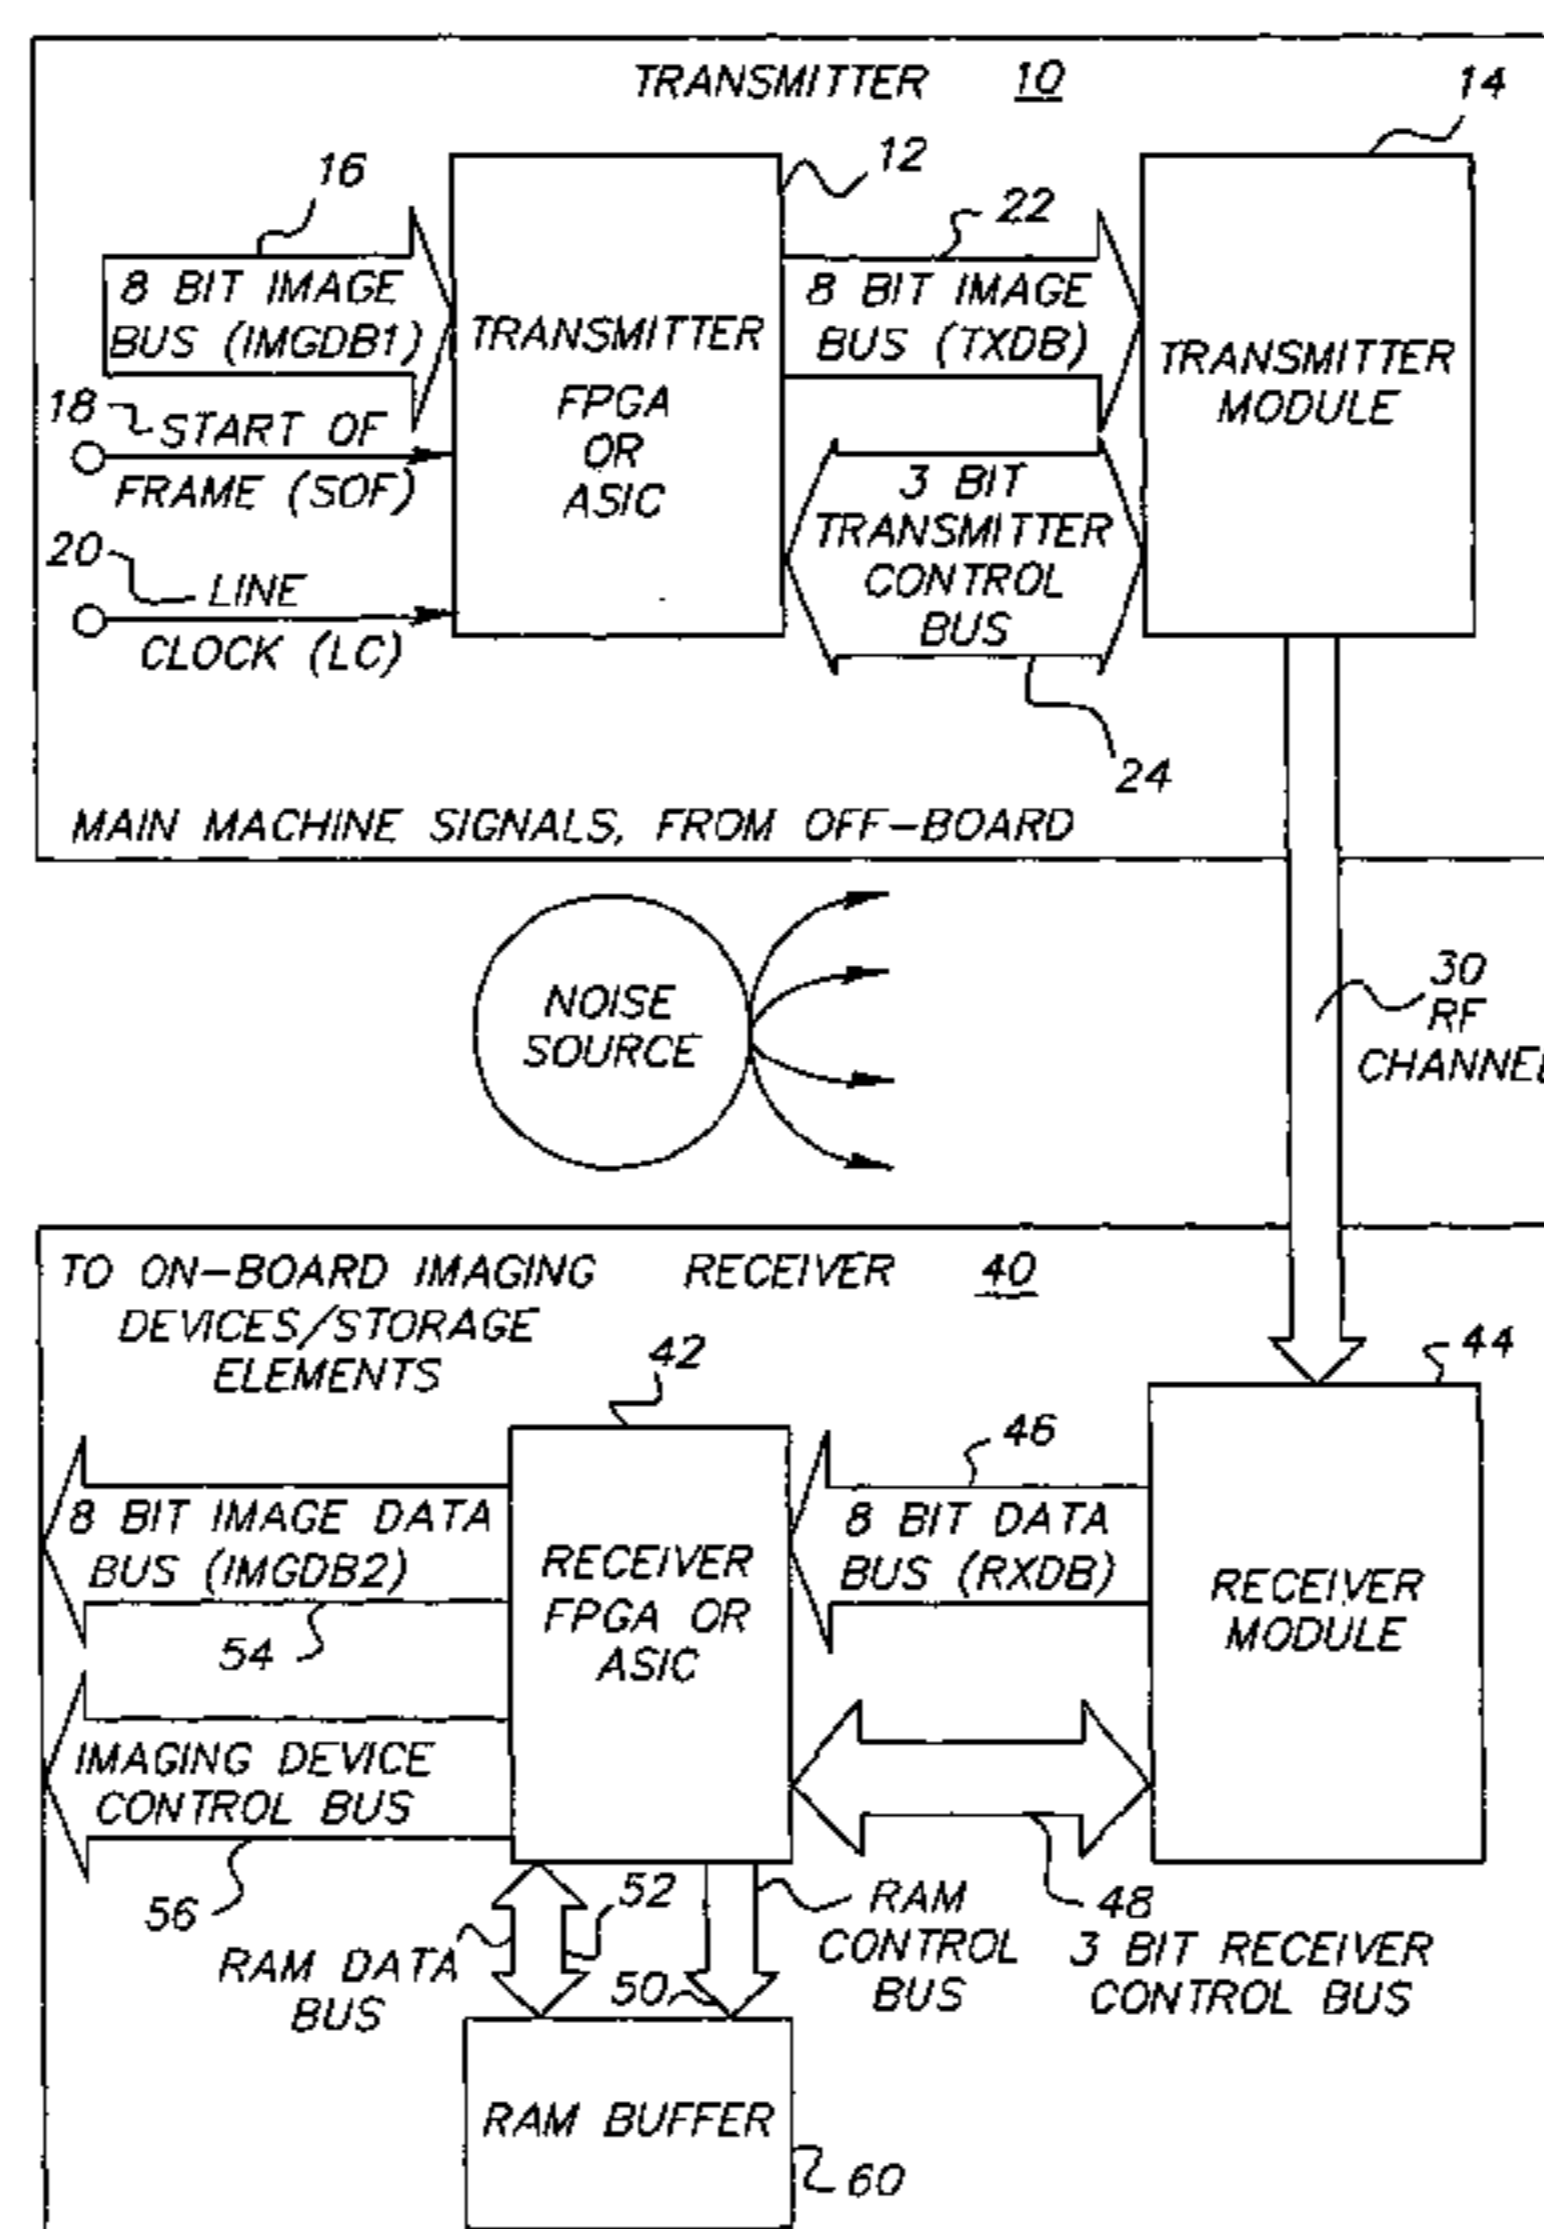 TRANSMITTER 10
14
16
12
22
8 BIT IMAGE
BUS (IMGDB1)
TRANSMITTER
FPGA
OR
ASIC
8 BIT IMAGE
BUS (TXDB)
TRANSMITTER
MODULE
18
START OF
FRAME (SOF)
3 BIT
TRANSMITTER
CONTROL
BUS
20
LINE
CLOCK (LC)
24
MAIN MACHINE SIGNALS, FROM OFF-BOARD
NOISE
SOURCE
30
RF
CHANNEL
TO ON-BOARD IMAGING
DEVICES/STORAGE
ELEMENTS
RECEIVER 40
42
44
46
8 BIT IMAGE DATA
BUS (IMGDB2)
RECEIVER
FPGA OR
ASIC
8 BIT DATA
BUS (RXDB)
RECEIVER
MODULE
54
IMAGING DEVICE
CONTROL BUS
56
52
RAM DATA
BUS
50
RAM
CONTROL
BUS
48
3 BIT RECEIVER
CONTROL BUS
RAM BUFFER
60